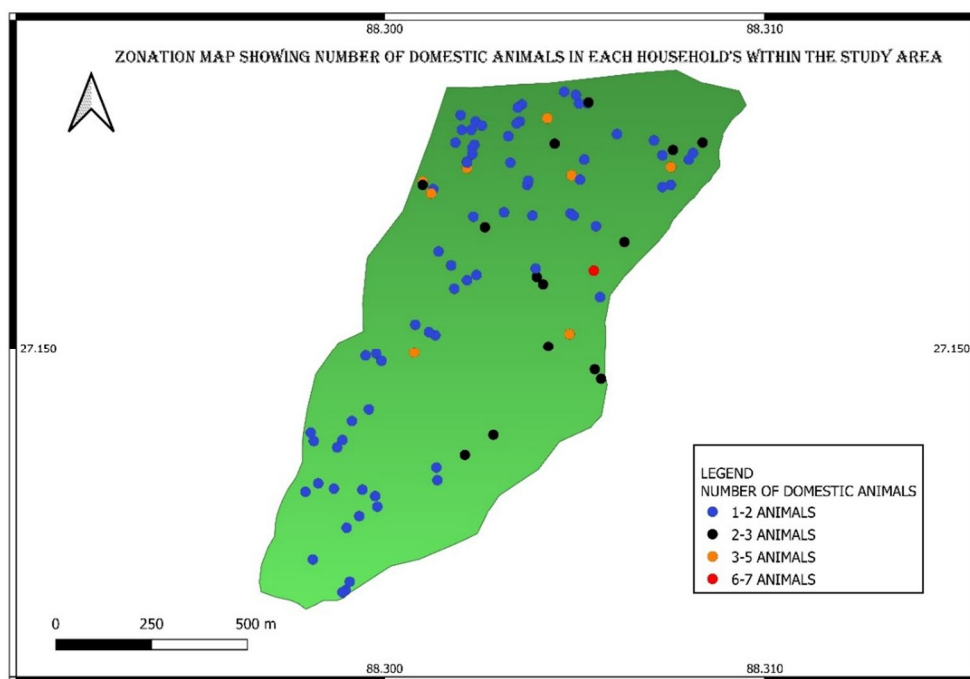 88.300 88.310
ZONATION MAP SHOWING NUMBER OF DOMESTIC ANIMALS IN EACH HOUSEHOLD'S WITHIN THE STUDY AREA
27.150 27.150
LEGEND
NUMBER OF DOMESTIC ANIMALS
1-2 ANIMALS
2-3 ANIMALS
3-5 ANIMALS
6-7 ANIMALS
0 250 500 m
88.300 88.310